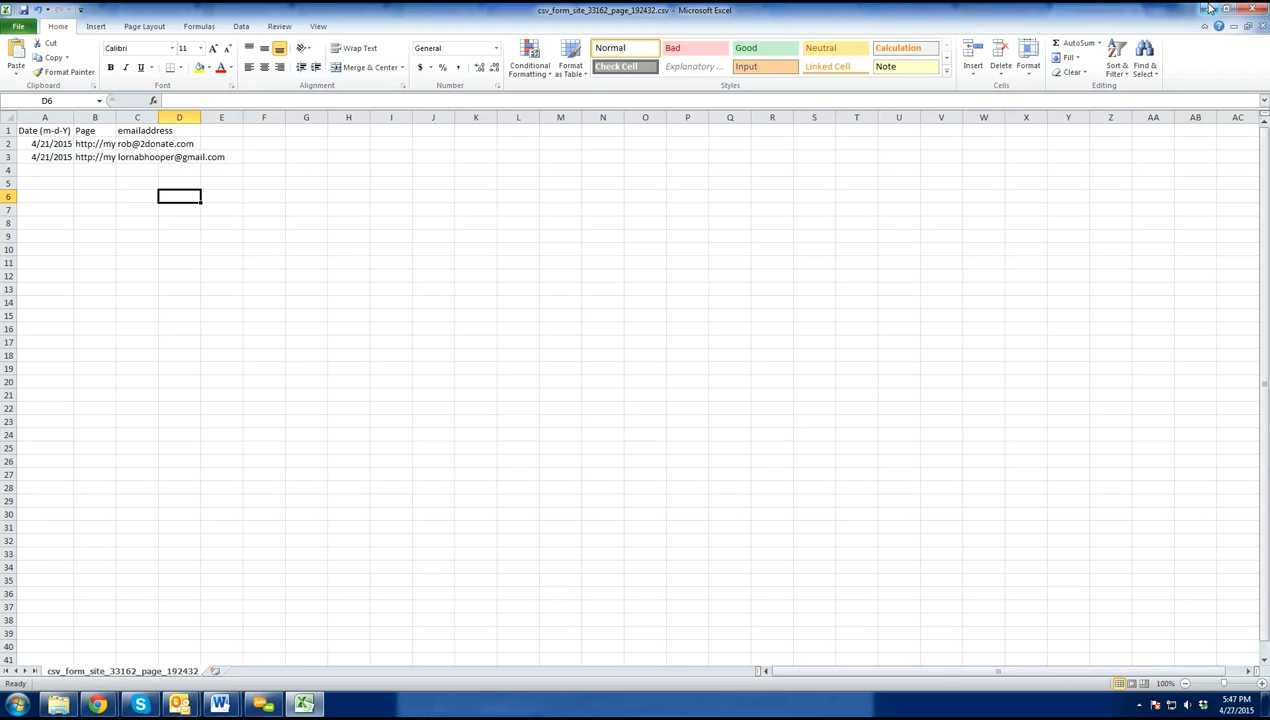 csv_form_site_33162_page_192432.csv - Microsoft Excel
File Home Insert Page Layout Formulas Data Review View
Paste
Cut
Copy
Format Painter
Clipboard
Calibri 11
B I U A
Font
Wrap Text
Merge & Center
Alignment
General
$ % ,
Number
Conditional Formatting
Format as Table
Normal Bad Good Neutral Calculation
Check Cell Explanatory ... Input Linked Cell Note
Styles
Insert Delete Format
Cells
AutoSum
Fill
Clear
Sort & Filter
Find & Select
Editing
D6 fx
A B C D E F G H I J K L M N O P Q R S T U V W X Y Z AA AB AC
1 Date (m-d-Y) Page emailaddress
2 4/21/2015 http://my rob@2donate.com
3 4/21/2015 http://my lornabhooper@gmail.com
4
5
6
7
8
9
10
11
12
13
14
15
16
17
18
19
20
21
22
23
24
25
26
27
28
29
30
31
32
33
34
35
36
37
38
39
40
41
csv_form_site_33162_page_192432
Ready 100%
5:47 PM
4/27/2015